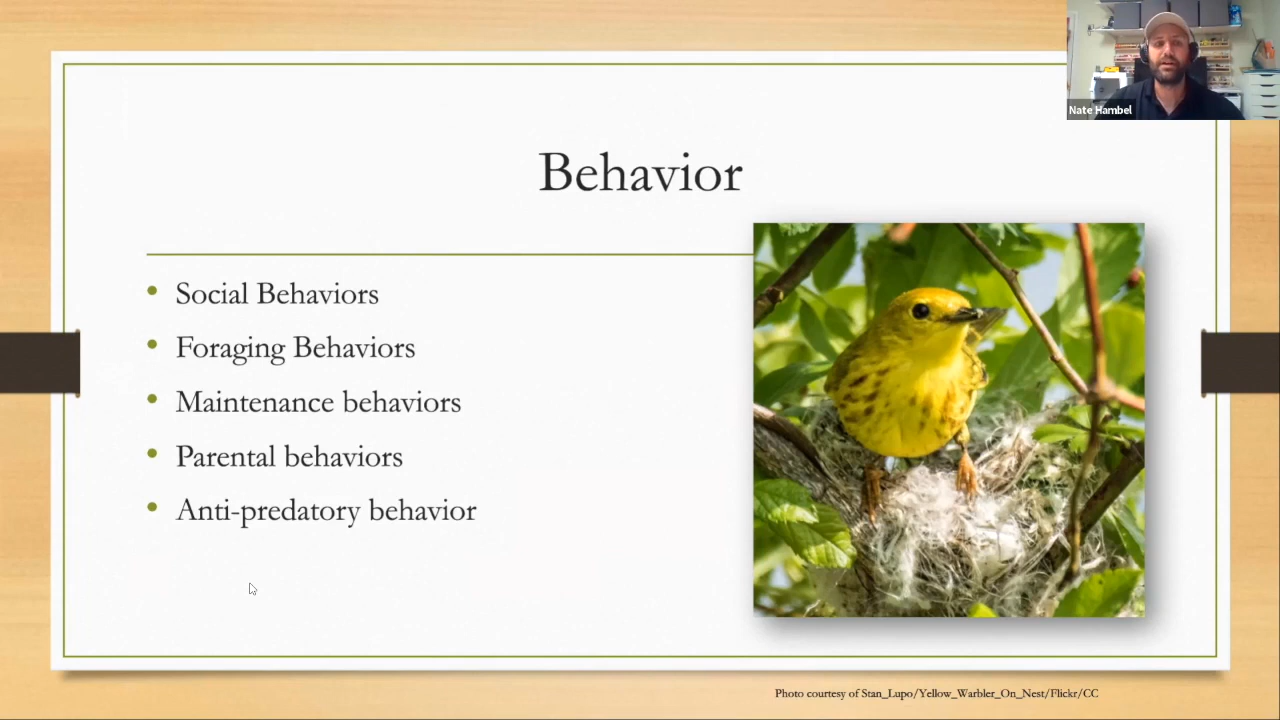 Nate Hambel
Behavior
Social Behaviors
Foraging Behaviors
Maintenance behaviors
Parental behaviors
Anti-predatory behavior
Photo courtesy of Stan_Lupo/Yellow_Warbler_On_Nest/Flickr/CC